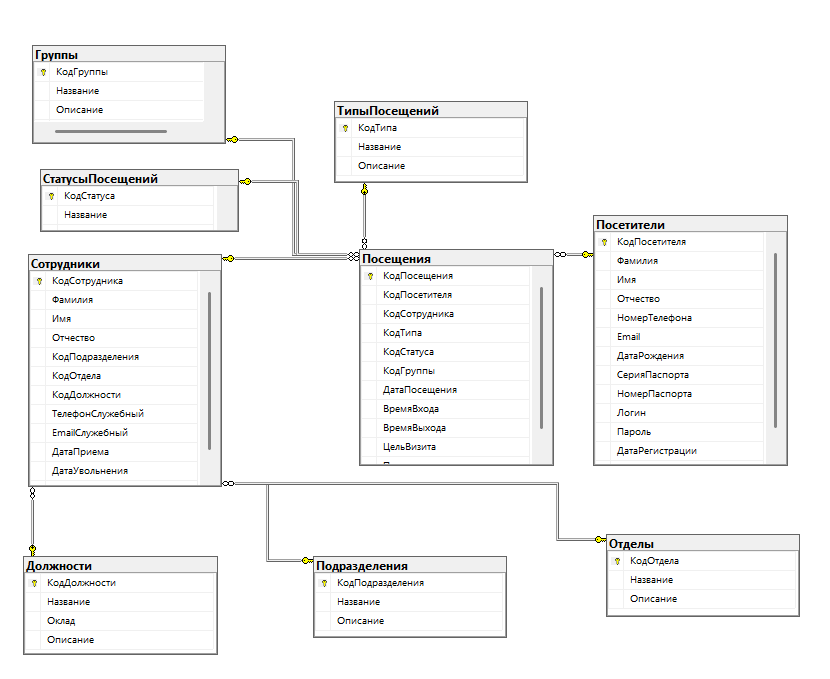 Группы
КодГруппы
Название
Описание
ТипыПосещений
КодТипа
Название
Описание
СтатусыПосещений
КодСтатуса
Название
Посетители
КодПосетителя
Фамилия
Имя
Отчество
НомерТелефона
Email
ДатаРождения
СерияПаспорта
НомерПаспорта
Логин
Пароль
ДатаРегистрации
Посещения
КодПосещения
КодПосетителя
КодСотрудника
КодТипа
КодСтатуса
КодГруппы
ДатаПосещения
ВремяВхода
ВремяВыхода
ЦельВизита
Сотрудники
КодСотрудника
Фамилия
Имя
Отчество
КодПодразделения
КодОтдела
КодДолжности
ТелефонСлужебный
EmailСлужебный
ДатаПриема
ДатаУвольнения
Должности
КодДолжности
Название
Оклад
Описание
Подразделения
КодПодразделения
Название
Описание
Отделы
КодОтдела
Название
Описание